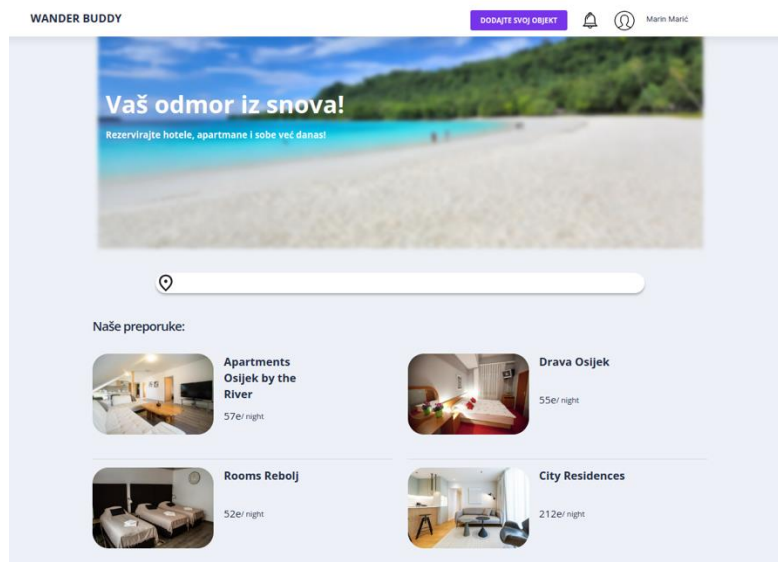 WANDER BUDDY
DODAJTE SVOJ OBJEKT
Marin Marić
Vaš odmor iz snova!
Rezervirajte hotele, apartmane i sobe već danas!
Naše preporuke:
Apartments
Osijek by the
River
57e/ night
Drava Osijek
55e/ night
Rooms Rebolj
52e/ night
City Residences
212e/ night